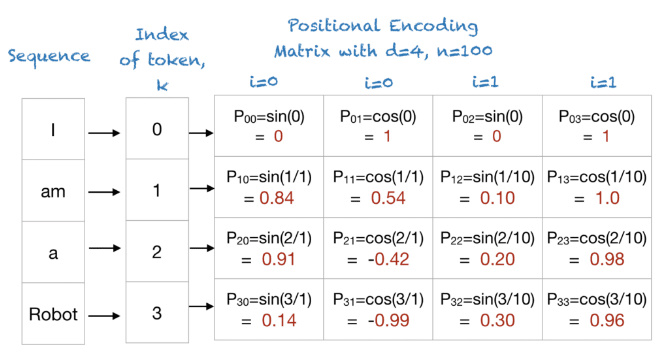 Sequence
Index
of token,
k
Positional Encoding
Matrix with d=4, n=100
i=0 i=0 i=1 i=1
I 0 P₀₀=sin(0) P₀₁=cos(0) P₀₂=sin(0) P₀₃=cos(0)
= 0 = 1 = 0 = 1
am 1 P₁₀=sin(1/1) P₁₁=cos(1/1) P₁₂=sin(1/10) P₁₃=cos(1/10)
= 0.84 = 0.54 = 0.10 = 1.0
a 2 P₂₀=sin(2/1) P₂₁=cos(2/1) P₂₂=sin(2/10) P₂₃=cos(2/10)
= 0.91 = -0.42 = 0.20 = 0.98
Robot 3 P₃₀=sin(3/1) P₃₁=cos(3/1) P₃₂=sin(3/10) P₃₃=cos(3/10)
= 0.14 = -0.99 = 0.30 = 0.96